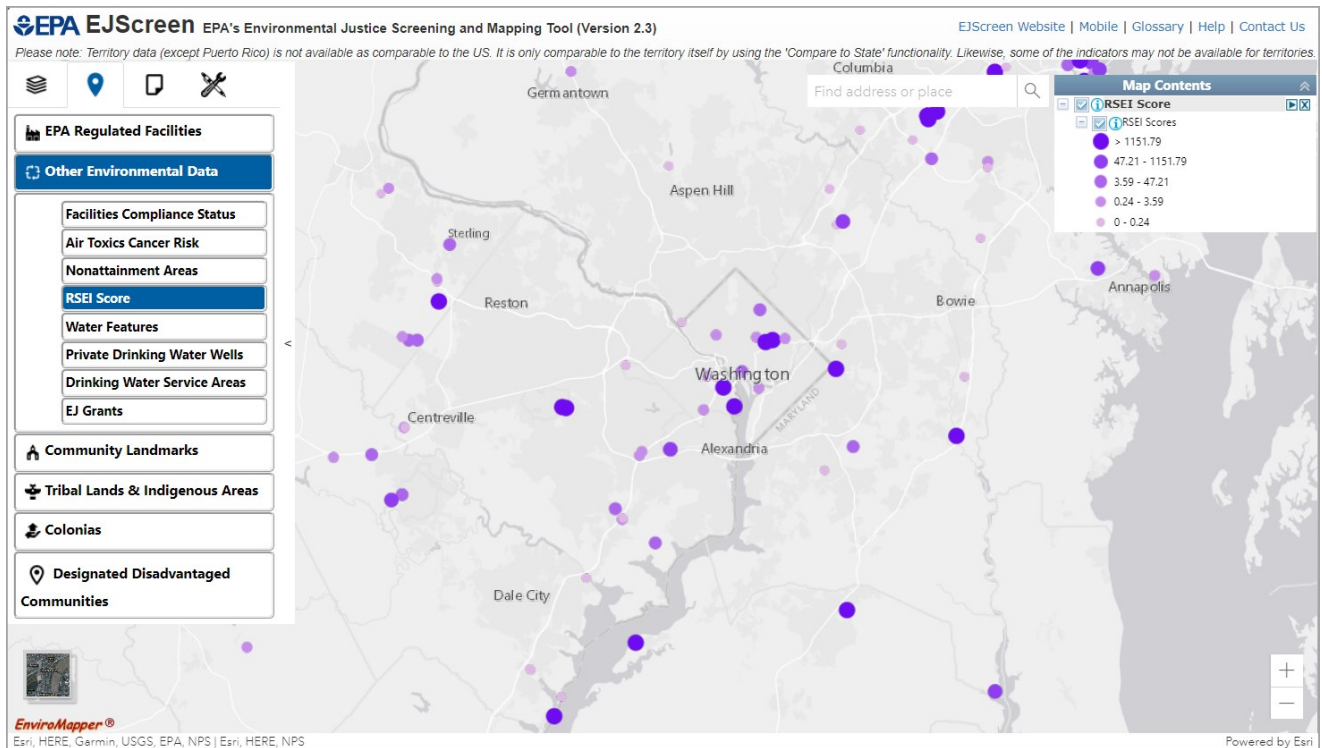 EPA EJScreen EPA's Environmental Justice Screening and Mapping Tool (Version 2.3)
EJScreen Website | Mobile | Glossary | Help | Contact Us
Please note: Territory data (except Puerto Rico) is not available as comparable to the US. It is only comparable to the territory itself by using the 'Compare to State' functionality. Likewise, some of the indicators may not be available for territories.
EPA Regulated Facilities
Other Environmental Data
Facilities Compliance Status
Air Toxics Cancer Risk
Nonattainment Areas
RSEI Score
Water Features
Private Drinking Water Wells
Drinking Water Service Areas
EJ Grants
Community Landmarks
Tribal Lands & Indigenous Areas
Colonias
Designated Disadvantaged
Communities
<
Find address or place
Map Contents
RSEI Score
RSEI Scores
> 1151.79
47.21 - 1151.79
3.59 - 47.21
0.24 - 3.59
0 - 0.24
Columbia
Germantown
Aspen Hill
Sterling
Reston
Bowie
Annapolis
Washington
MARYLAND
Centreville
Alexandria
Dale City
+
−
EnviroMapper ®
Esri, HERE, Garmin, USGS, EPA, NPS | Esri, HERE, NPS
Powered by Esri